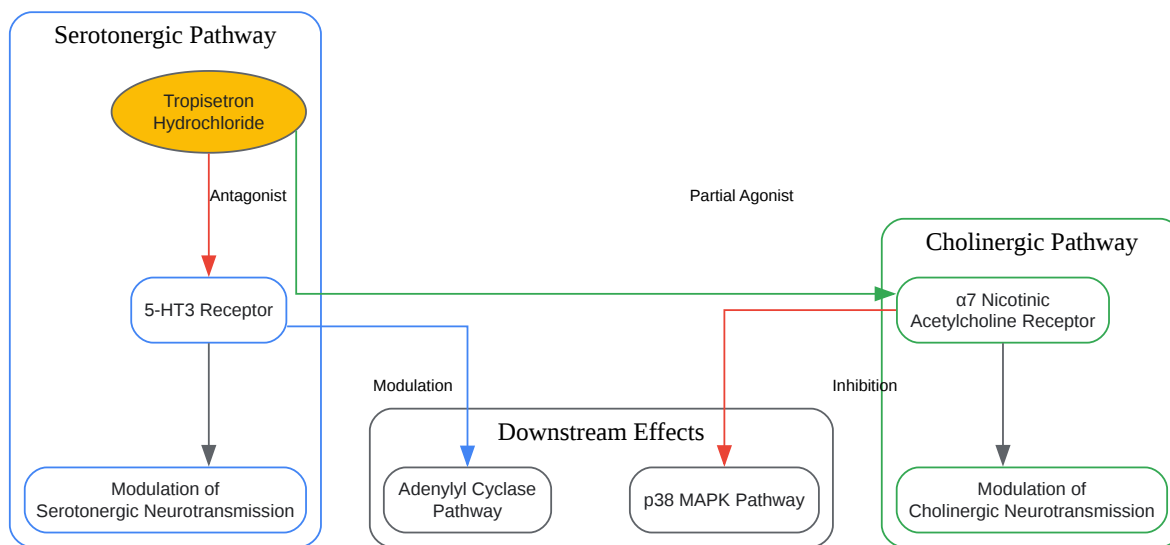 Serotonergic Pathway
Tropisetron
Hydrochloride
Antagonist
Partial Agonist
Cholinergic Pathway
5-HT3 Receptor
α7 Nicotinic
Acetylcholine Receptor
Modulation
Inhibition
Downstream Effects
Modulation of
Serotonergic Neurotransmission
Adenylyl Cyclase
Pathway
p38 MAPK Pathway
Modulation of
Cholinergic Neurotransmission